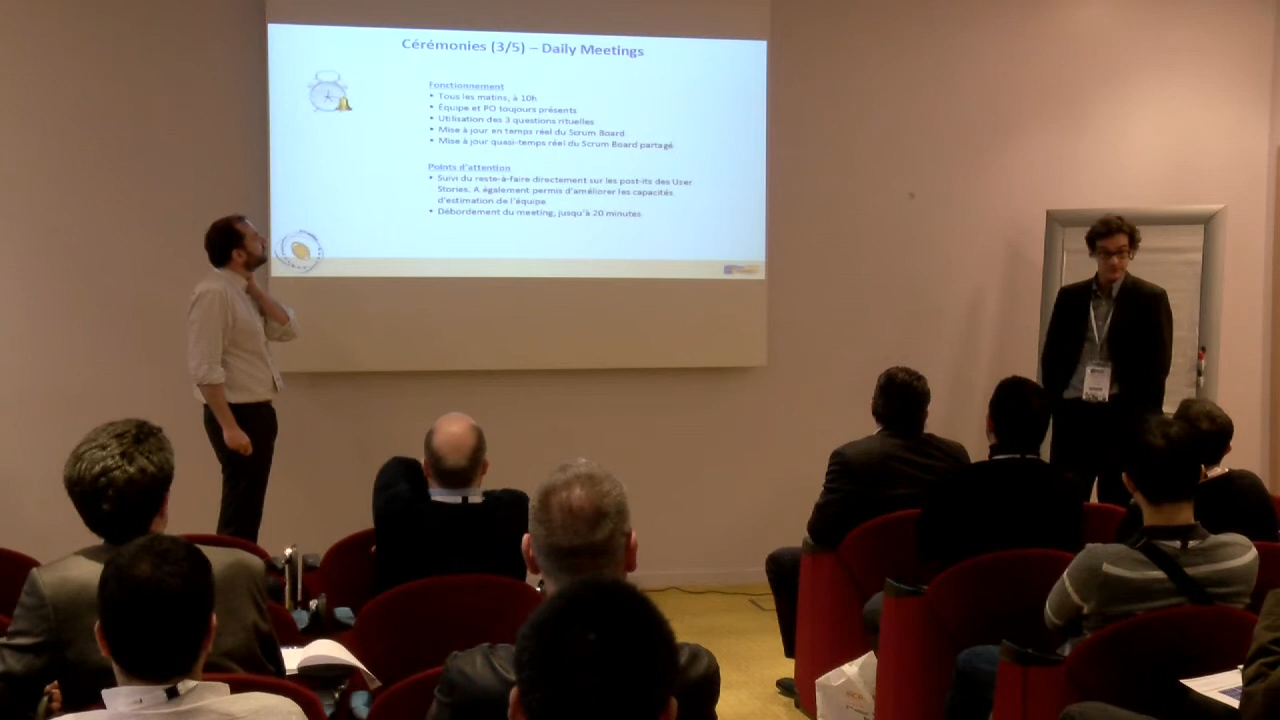 Cérémonies (3/5) – Daily Meetings
Fonctionnement
• Tous les matins, à 10h
• Équipe et PO toujours présents
• Utilisation des 3 questions rituelles
• Mise à jour en temps réel du Scrum Board
• Mise à jour quasi-temps réel du Scrum Board partagé
Points d'attention
• Suivi du reste-à-faire directement sur les post-its des User
Stories. A également permis d'améliorer les capacités
d'estimation de l'équipe
• Débordement du meeting, jusqu'à 20 minutes